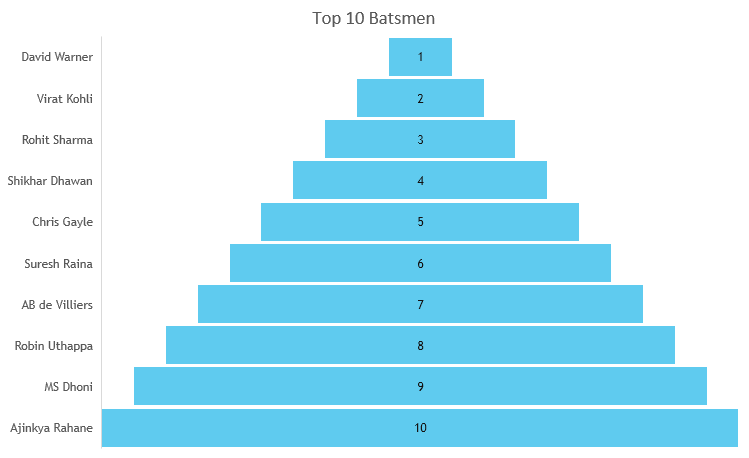 Top 10 Batsmen
David Warner 1
Virat Kohli 2
Rohit Sharma 3
Shikhar Dhawan 4
Chris Gayle 5
Suresh Raina 6
AB de Villiers 7
Robin Uthappa 8
MS Dhoni 9
Ajinkya Rahane 10